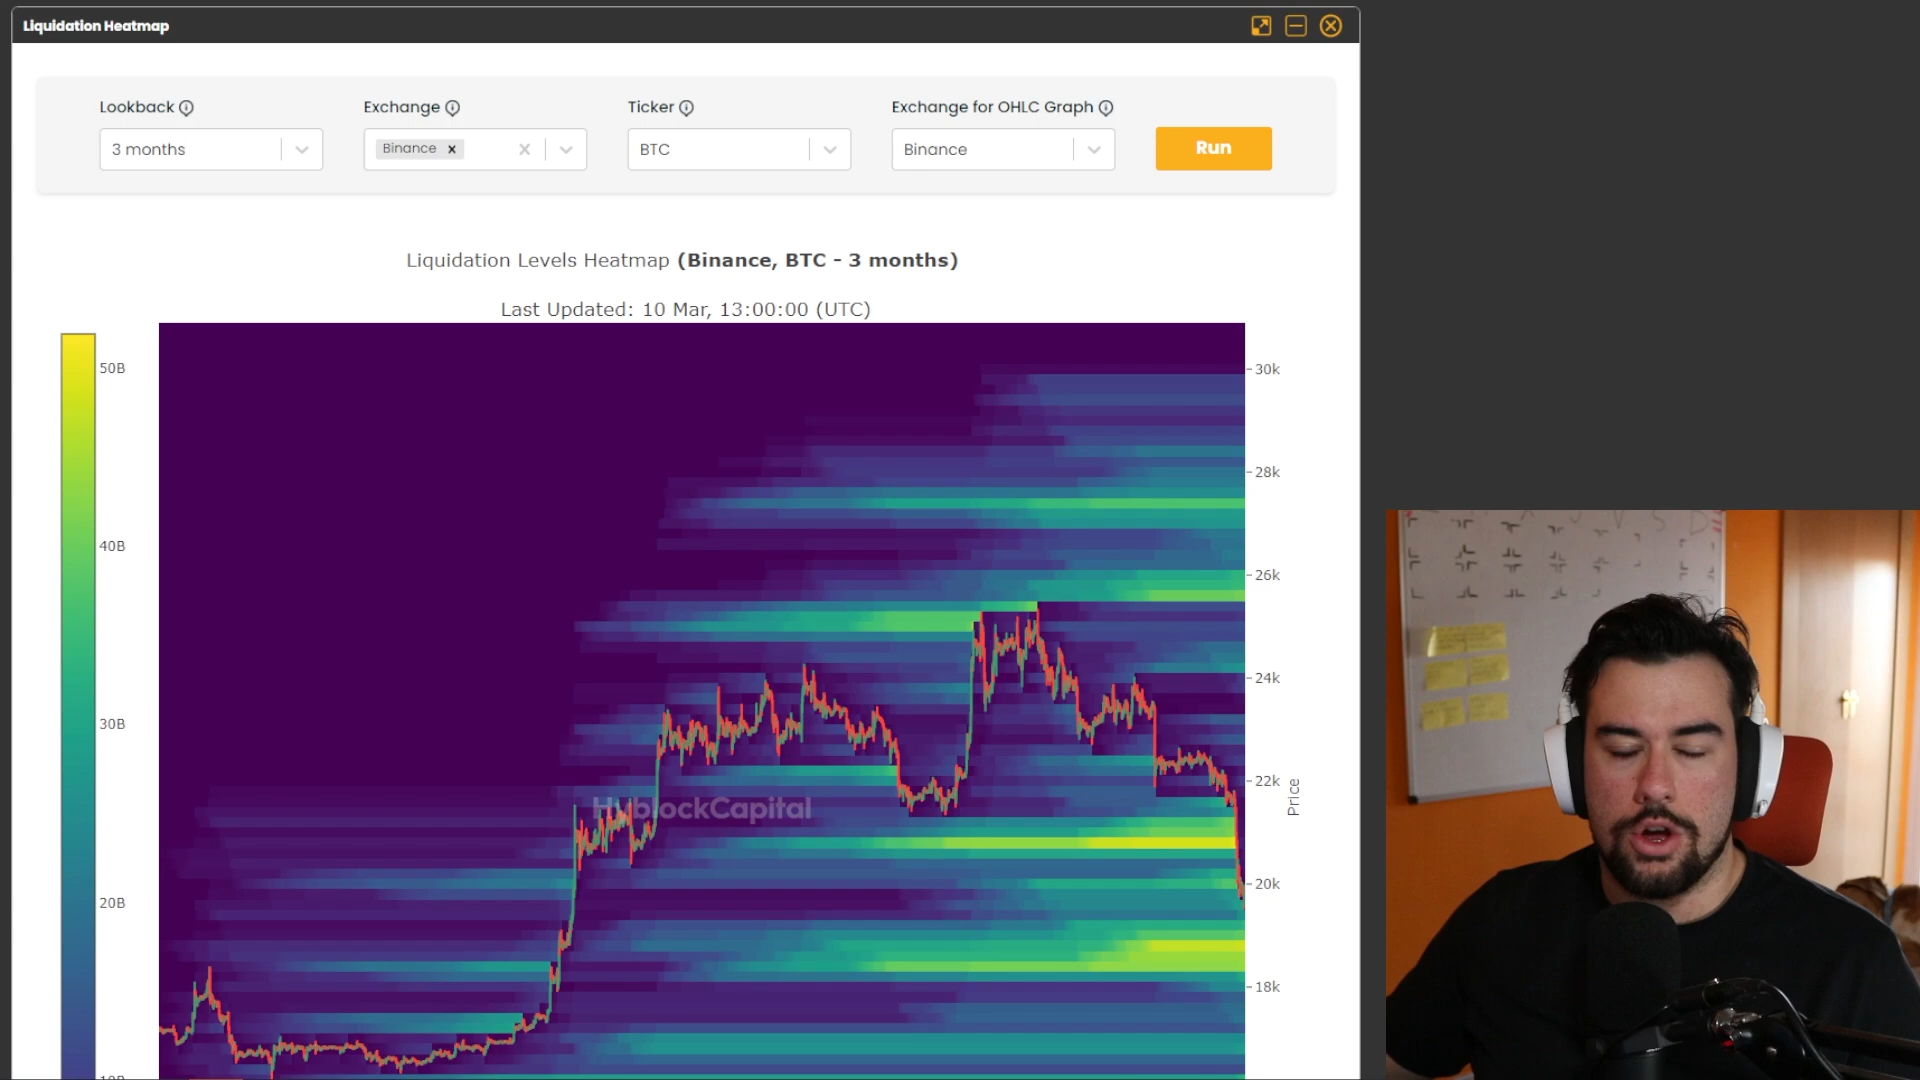 Liquidation Heatmap
Lookback
Exchange
Ticker
Exchange for OHLC Graph
3 months
Binance x
BTC
Binance
Run
Liquidation Levels Heatmap (Binance, BTC - 3 months)
Last Updated: 10 Mar, 13:00:00 (UTC)
50B
40B
30B
20B
30k
28k
26k
24k
22k
20k
18k
Price
HyblockCapital